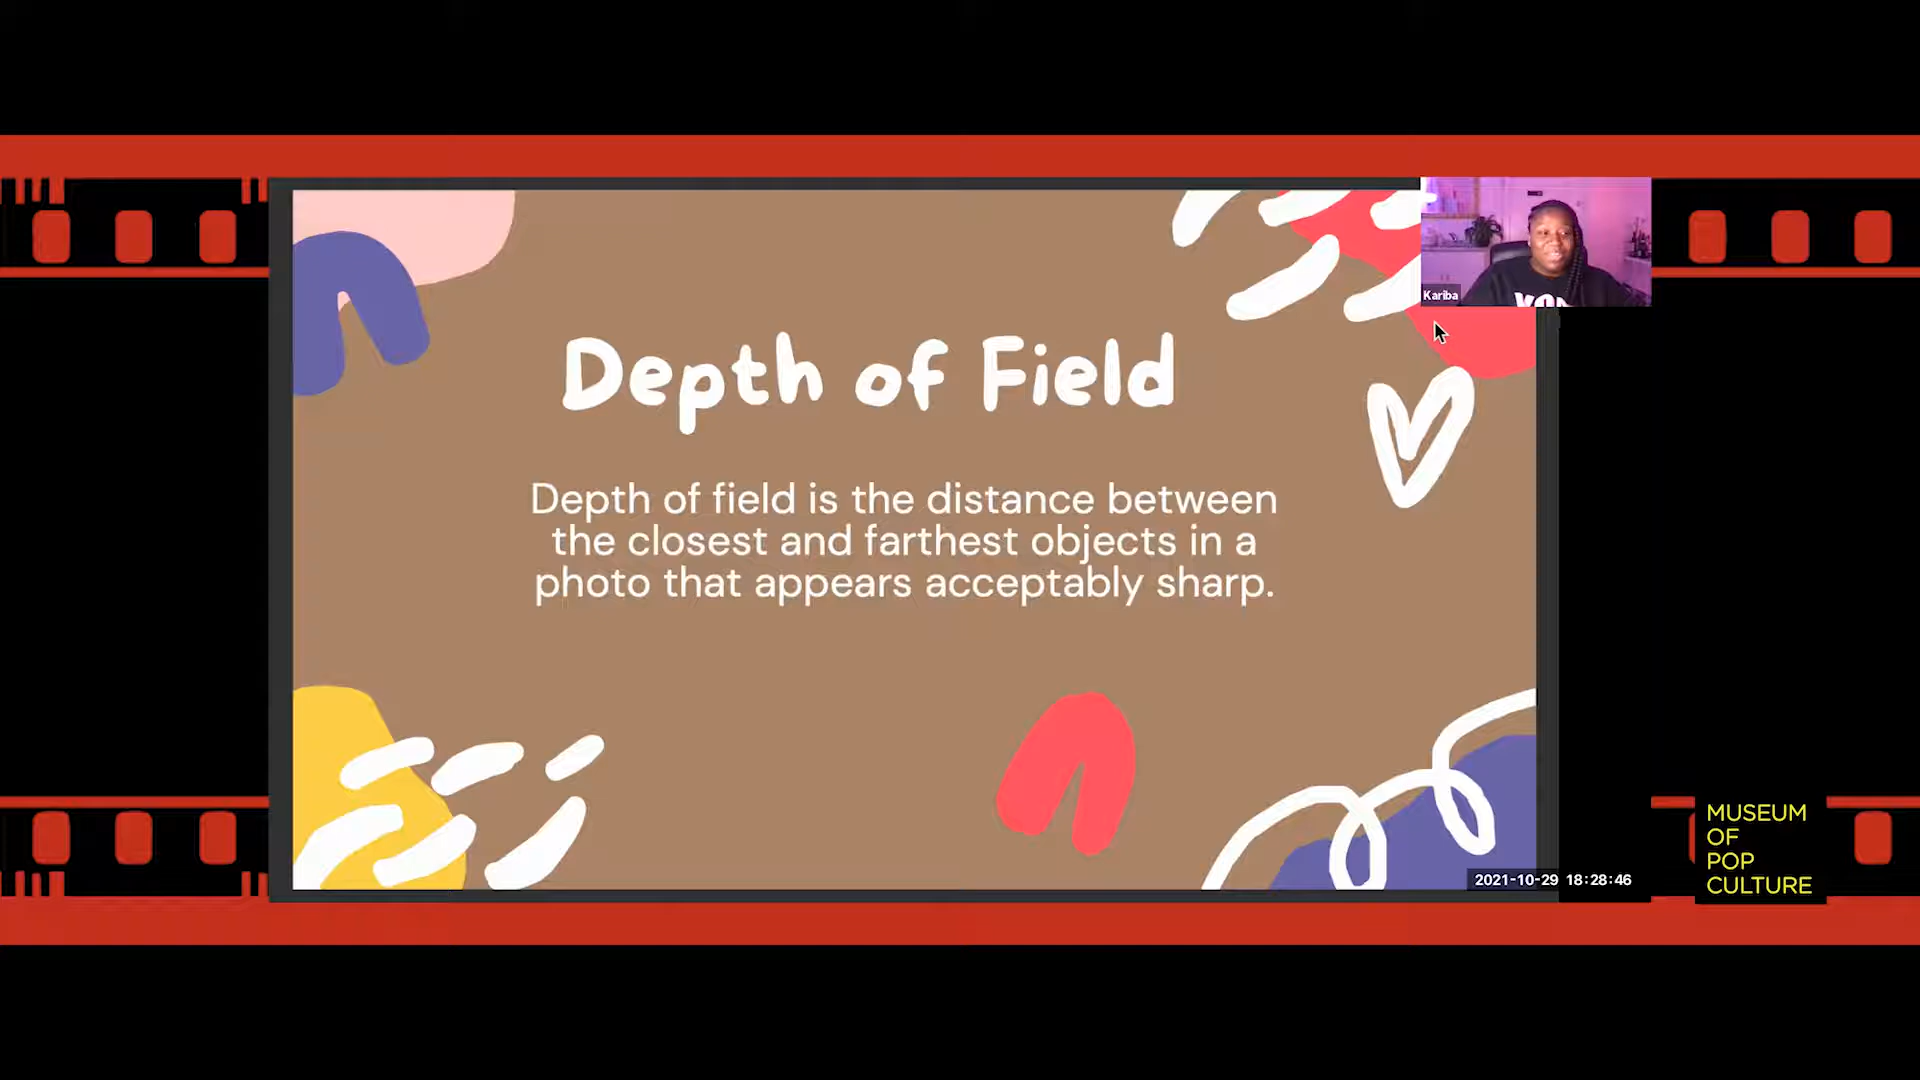 Depth of Field
Depth of field is the distance between
the closest and farthest objects in a
photo that appears acceptably sharp.
Kariba
2021-10-29 18:28:46
MUSEUM
OF
POP
CULTURE